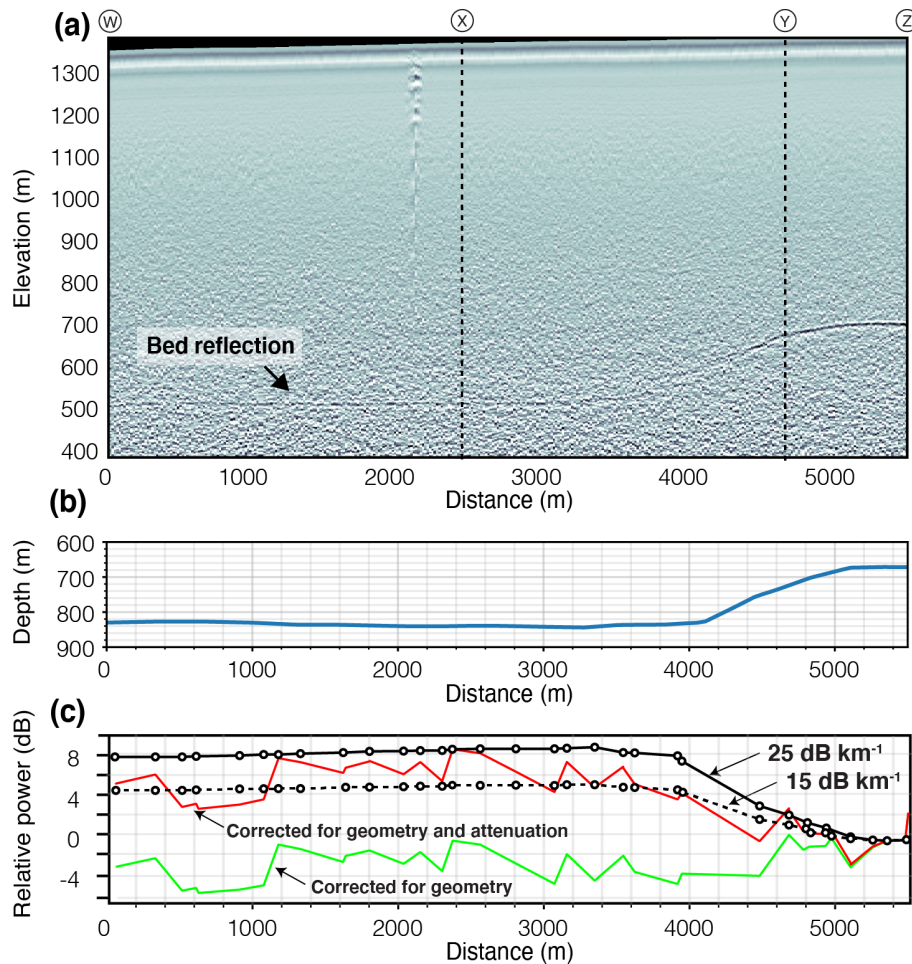 W X Y Z
(a)
1300
1200
1100
1000
900
800
700
600
500
400
Elevation (m)
Bed reflection
0 1000 2000 3000 4000 5000
Distance (m)
(b)
600
700
800
900
Depth (m)
0 1000 2000 3000 4000 5000
Distance (m)
(c)
8
4
0
-4
Relative power (dB)
25 dB km-1
15 dB km-1
Corrected for geometry and attenuation
Corrected for geometry
0 1000 2000 3000 4000 5000
Distance (m)